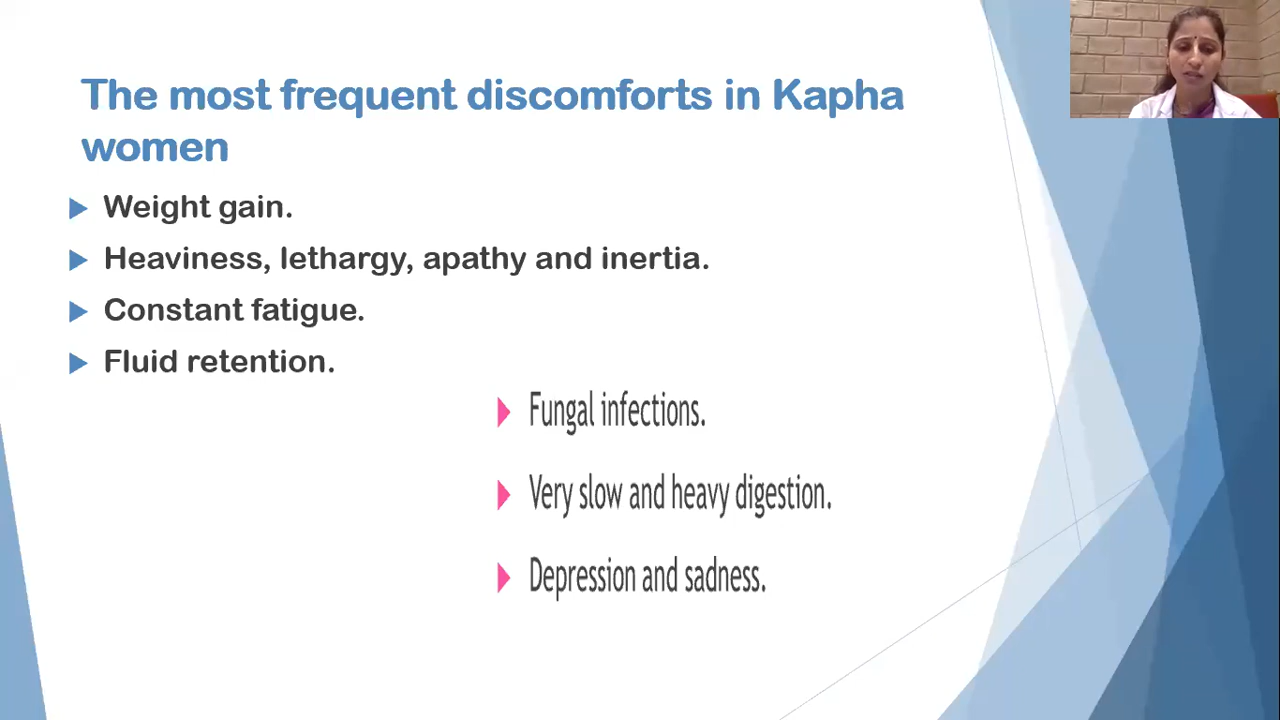 The most frequent discomforts in Kapha
women
Weight gain.
Heaviness, lethargy, apathy and inertia.
Constant fatigue.
Fluid retention.
Fungal infections.
Very slow and heavy digestion.
Depression and sadness.